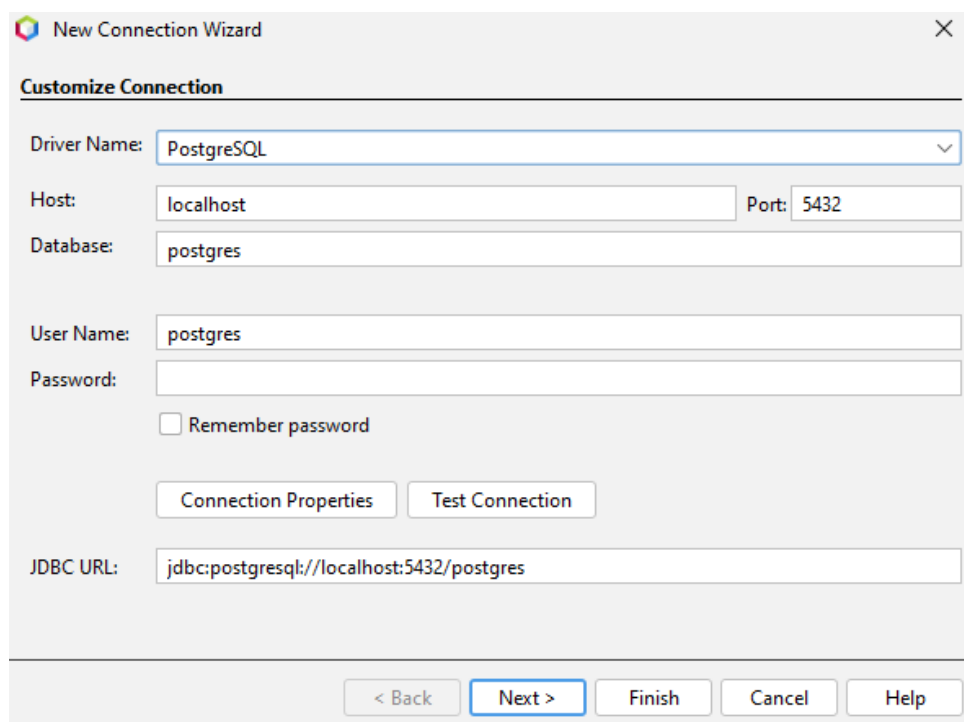 New Connection Wizard
Customize Connection
Driver Name: PostgreSQL
Host: localhost Port: 5432
Database: postgres
User Name: postgres
Password:
Remember password
Connection Properties Test Connection
JDBC URL: jdbc:postgresql://localhost:5432/postgres
< Back Next > Finish Cancel Help